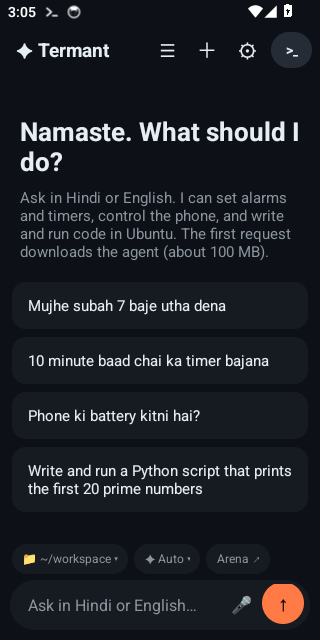 3:05
Termant
>_
Namaste. What should I
do?
Ask in Hindi or English. I can set alarms
and timers, control the phone, and write
and run code in Ubuntu. The first request
downloads the agent (about 100 MB).
Mujhe subah 7 baje utha dena
10 minute baad chai ka timer bajana
Phone ki battery kitni hai?
Write and run a Python script that prints
the first 20 prime numbers
~/workspace
Auto
Arena ↗
Ask in Hindi or English...